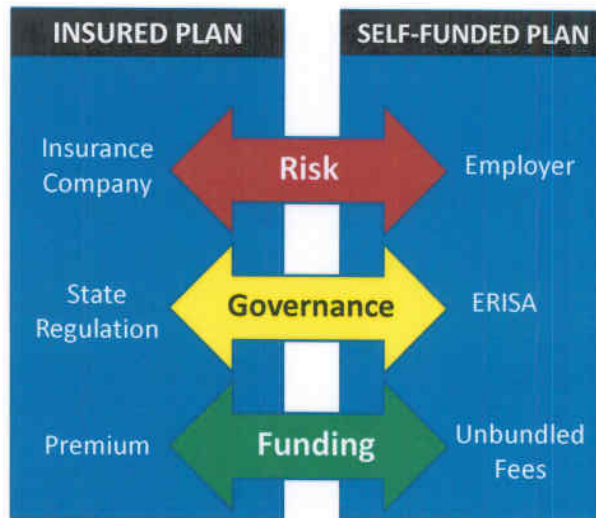 INSURED PLAN
SELF-FUNDED PLAN
Insurance
Company
Risk
Employer
State
Regulation
Governance
ERISA
Premium
Funding
Unbundled
Fees